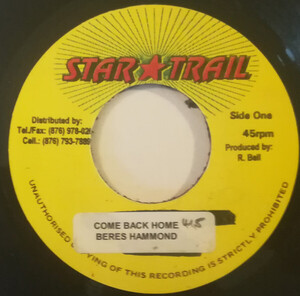 STAR★TRAIL
Distributed by:
Tel./Fax: (876) 978-02
Cell.: (876) 793-7889
Side One
45rpm
Produced by:
R. Bell
COME BACK HOME
BERES HAMMOND
UNAUTHORISED COPYING OF THIS RECORDING IS STRICTLY PROHIBITED